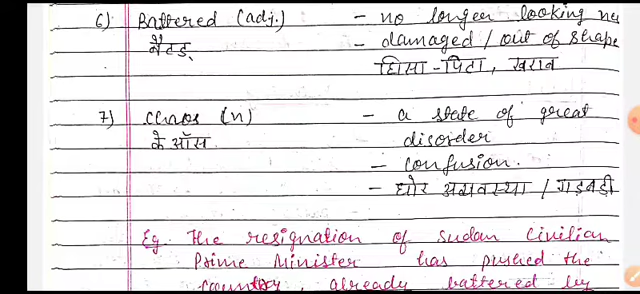 6) Battered (adj.) - no longer looking ne
बैटर्ड - damaged / out of shape
घिसा-पिटा, खराब
7) Chaos (n) - a state of great
के ऑस disorder
- confusion.
- घोर अव्यवस्था / गड़बड़ी
Eg. The resignation of Sudan Civilian
Prime Minister has pushed the
country, already battered by